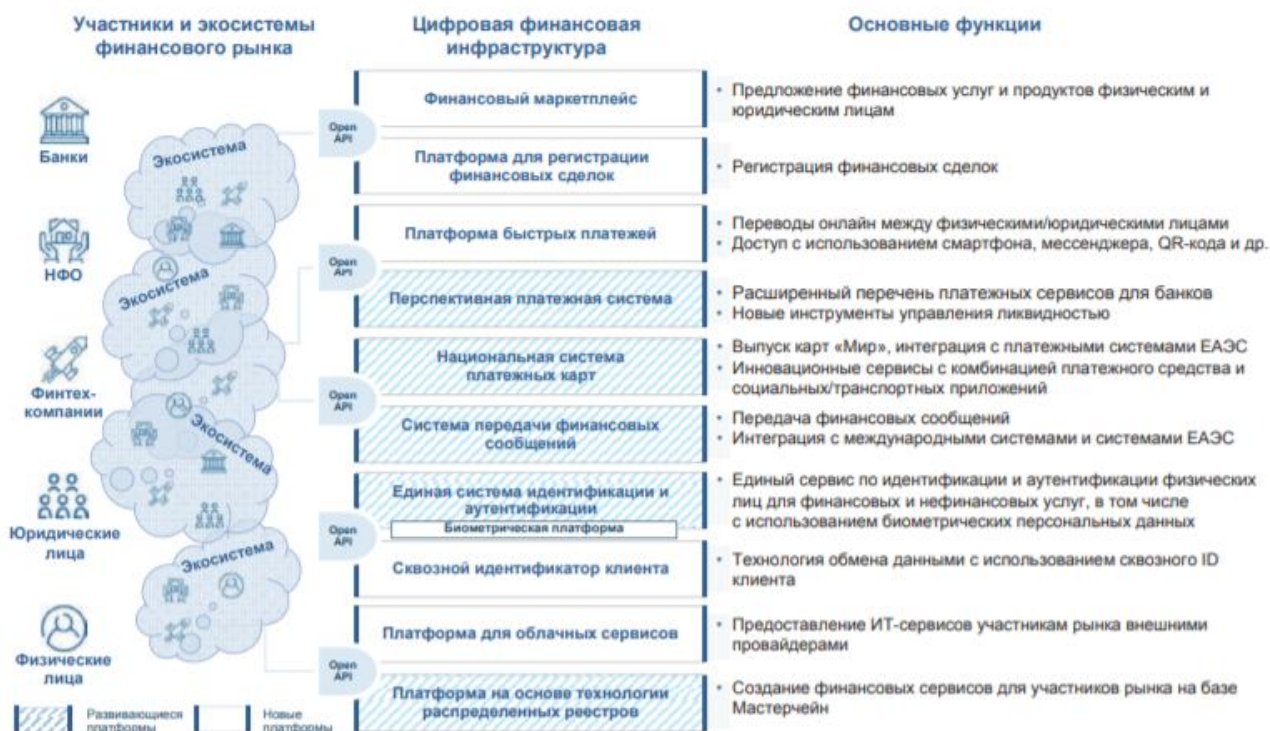 Участники и экосистемы
финансового рынка
Цифровая финансовая
инфраструктура
Основные функции
Банки
НФО
Финтех-
компании
Юридические
лица
Физические
лица
Экосистема
Экосистема
Экосистема
Экосистема
Open
API
Open
API
Open
API
Open
API
Open
API
Финансовый маркетплейс
• Предложение финансовых услуг и продуктов физическим и
юридическим лицам
Платформа для регистрации
финансовых сделок
• Регистрация финансовых сделок
Платформа быстрых платежей
• Переводы онлайн между физическими/юридическими лицами
• Доступ с использованием смартфона, мессенджера, QR-кода и др.
Перспективная платежная система
• Расширенный перечень платежных сервисов для банков
• Новые инструменты управления ликвидностью
Национальная система
платежных карт
• Выпуск карт «Мир», интеграция с платежными системами ЕАЭС
• Инновационные сервисы с комбинацией платежного средства и
социальных/транспортных приложений
Система передачи финансовых
сообщений
• Передача финансовых сообщений
• Интеграция с международными системами и системами ЕАЭС
Единая система идентификации и
аутентификации
Биометрическая платформа
• Единый сервис по идентификации и аутентификации физических
лиц для финансовых и нефинансовых услуг, в том числе
с использованием биометрических персональных данных
Сквозной идентификатор клиента
• Технология обмена данными с использованием сквозного ID
клиента
Платформа для облачных сервисов
• Предоставление ИТ-сервисов участникам рынка внешними
провайдерами
Платформа на основе технологии
распределенных реестров
• Создание финансовых сервисов для участников рынка на базе
Мастерчейн
Развивающиеся
платформы
Новые
платформы